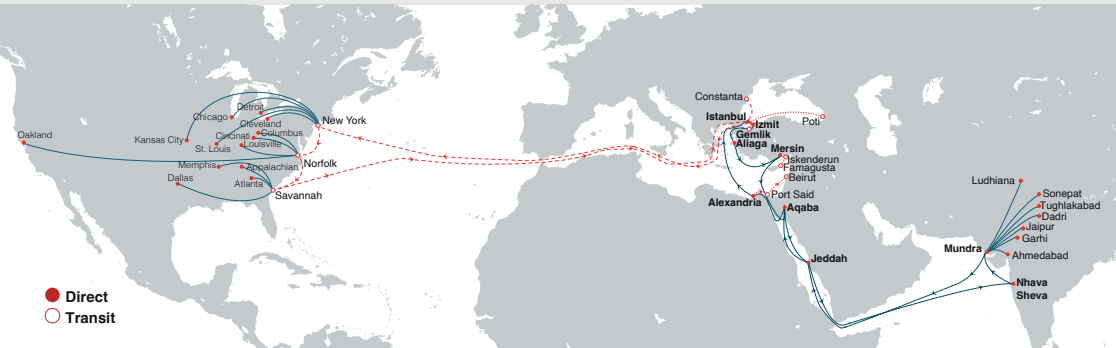 Constanta
Detroit
Chicago
Cleveland
New York
Istanbul
Izmit
Poti
Oakland
Kansas City
Cincinati
Columbus
St. Louis
Louisville
Gemlik
Aliaga
Mersin
Iskenderun
Norfolk
Memphis
Appalachian
Famagusta
Beirut
Dallas
Atlanta
Savannah
Ludhiana
Port Said
Sonepat
Alexandria
Aqaba
Tughlakabad
Dadri
Jaipur
Garhi
Mundra
Ahmedabad
Jeddah
Nhava
Sheva
Direct
Transit